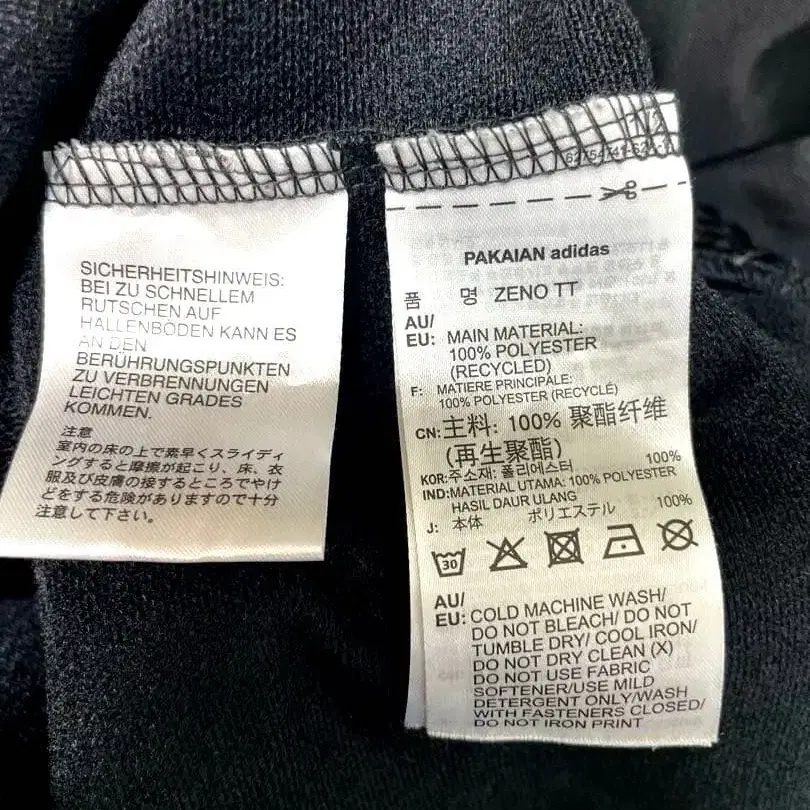 SICHERHEITSHINWEIS:
BEI ZU SCHNELLEM
RUTSCHEN AUF
HALLENBÖDEN KANN ES
AN DEN
BERÜHRUNGSPUNKTEN
ZU VERBRENNUNGEN
LEICHTEN GRADES
KOMMEN.
注意
室内の床の上で素早くスライディ
ングすると摩擦が起こり、床、衣
服及び皮膚の接するところでやけ
どをする危険がありますので十分
注意して下さい。
PAKAIAN adidas
품 명 ZENO TT
AU/
EU: MAIN MATERIAL:
100% POLYESTER
(RECYCLED)
F: MATIERE PRINCIPALE:
100% POLYESTER (RECYCLÉ)
CN: 主料: 100% 聚酯纤维
(再生聚酯)
KOR: 주소재: 폴리에스터 100%
IND: MATERIAL UTAMA: 100% POLYESTER
HASIL DAUR ULANG
J: 本体 ポリエステル 100%
30
AU/
EU: COLD MACHINE WASH/
DO NOT BLEACH/ DO NOT
TUMBLE DRY/ COOL IRON/
DO NOT DRY CLEAN (X)
DO NOT USE FABRIC
SOFTENER/USE MILD
DETERGENT ONLY/WASH
WITH FASTENERS CLOSED/
DO NOT IRON PRINT